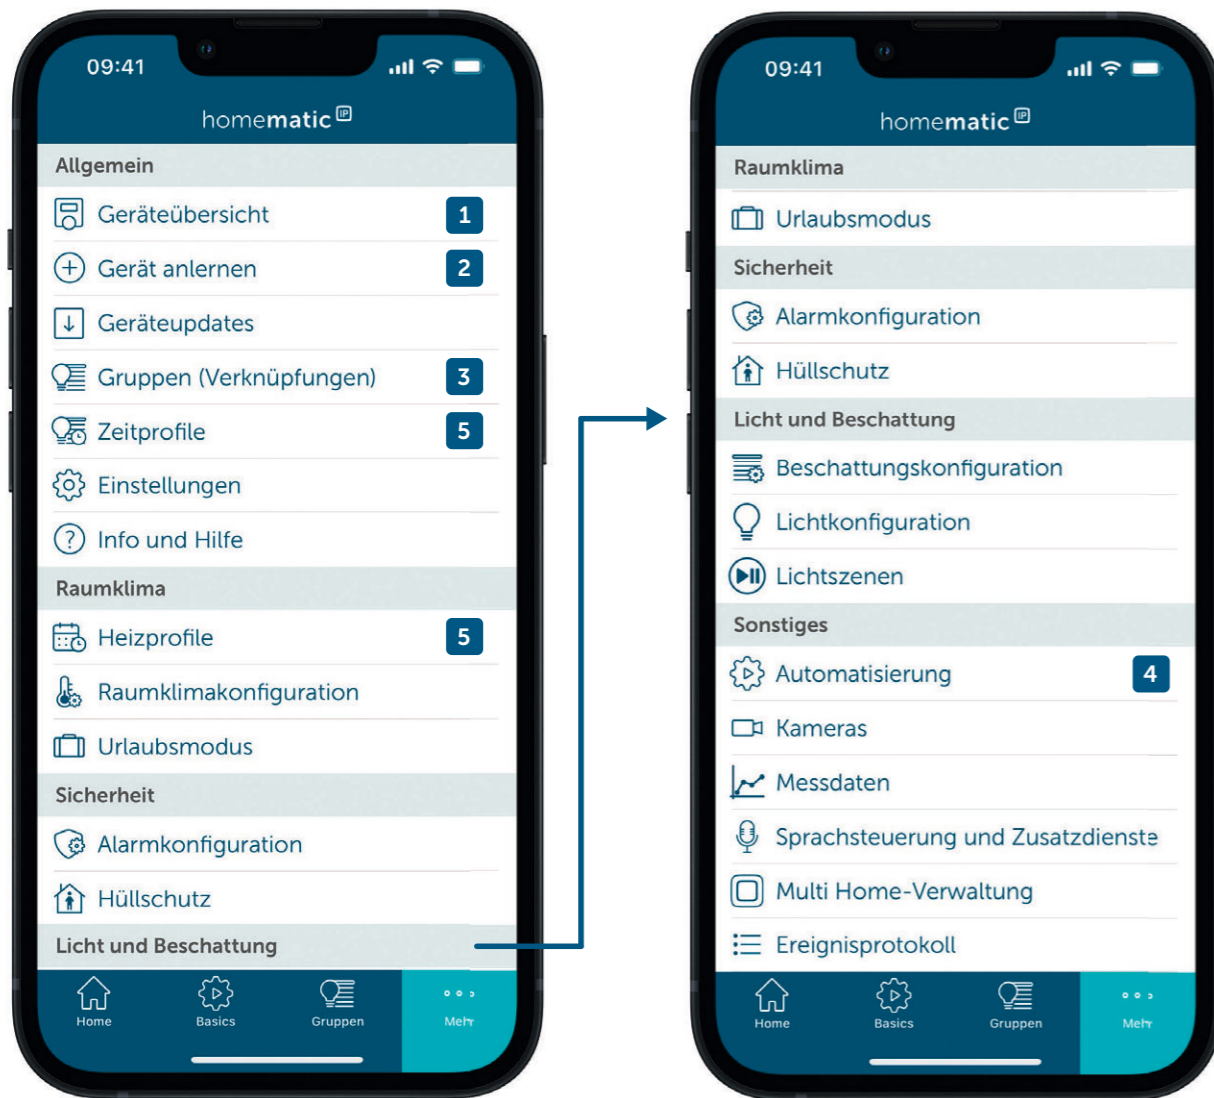 09:41
homematic IP
Allgemein
Geräteübersicht 1
Gerät anlernen 2
Geräteupdates
Gruppen (Verknüpfungen) 3
Zeitprofile 5
Einstellungen
Info und Hilfe
Raumklima
Heizprofile 5
Raumklimakonfiguration
Urlaubsmodus
Sicherheit
Alarmkonfiguration
Hüllschutz
Licht und Beschattung
Home Basics Gruppen Mehr
09:41
homematic IP
Raumklima
Urlaubsmodus
Sicherheit
Alarmkonfiguration
Hüllschutz
Licht und Beschattung
Beschattungskonfiguration
Lichtkonfiguration
Lichtszenen
Sonstiges
Automatisierung 4
Kameras
Messdaten
Sprachsteuerung und Zusatzdienste
Multi Home-Verwaltung
Ereignisprotokoll
Home Basics Gruppen Mehr